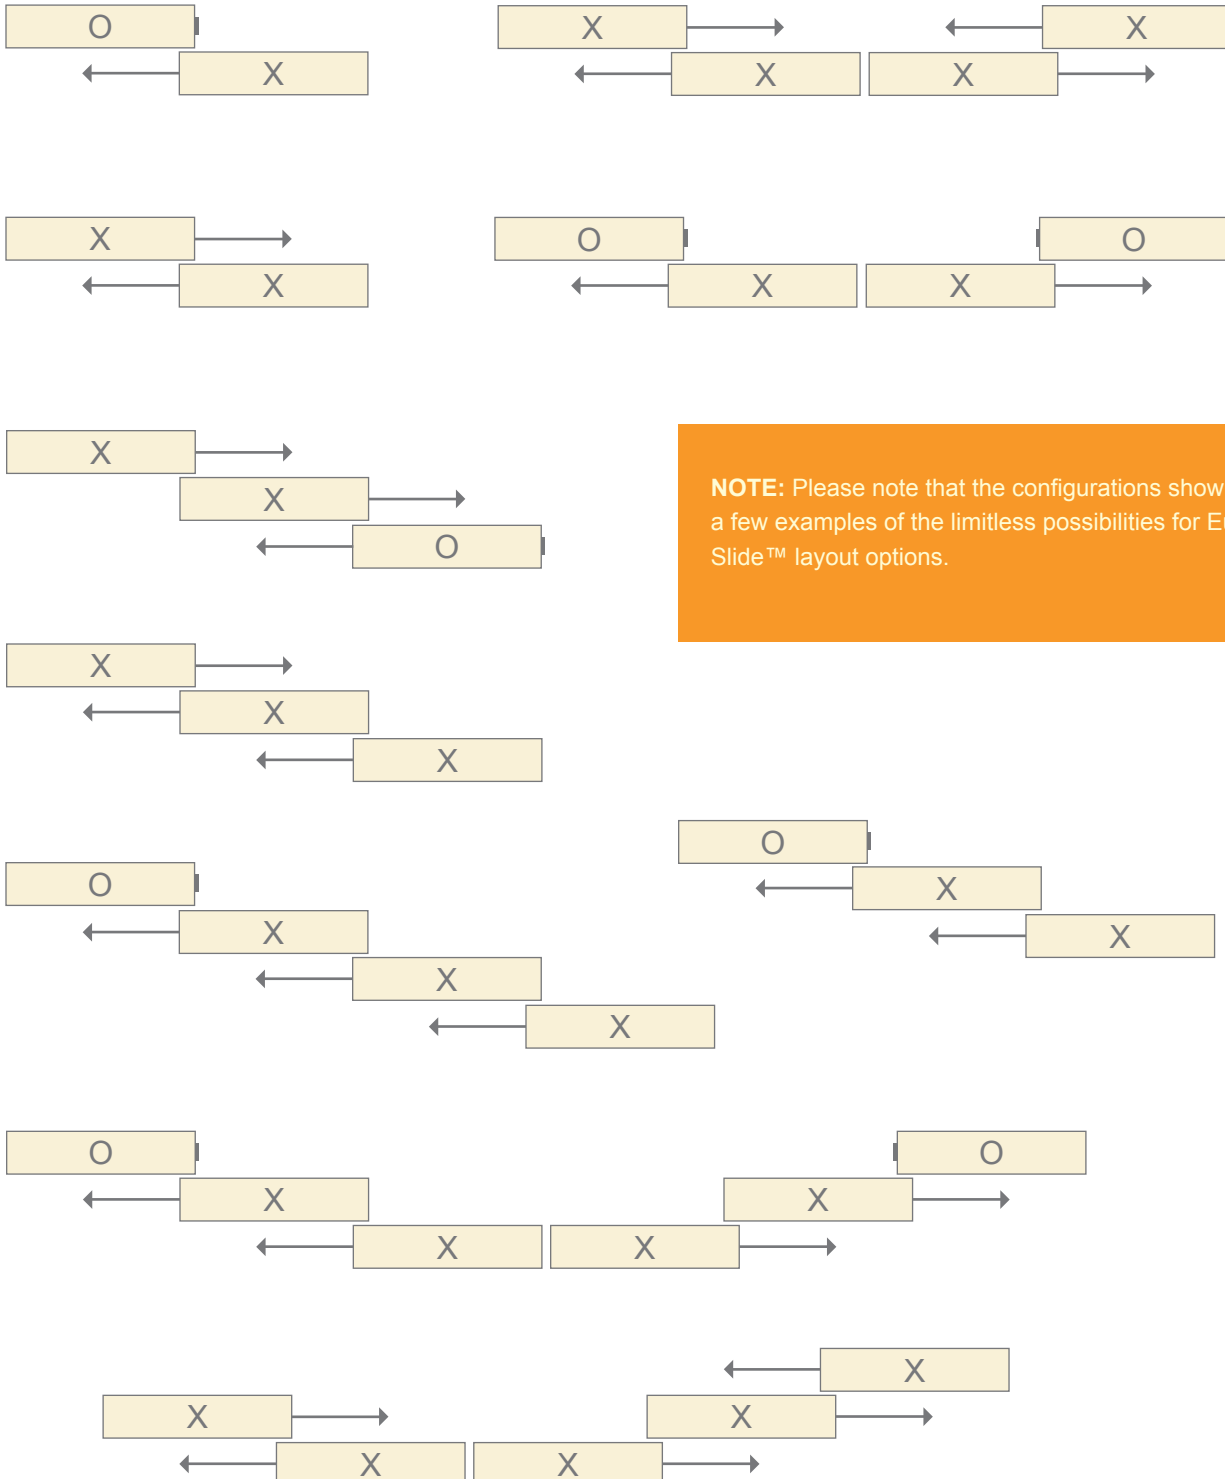 O
X
X X
X X
X
X
O O
X X
X
X
O
NOTE: Please note that the configurations show
a few examples of the limitless possibilities for
Slide™ layout options.
X
X
X
O
X
X
X
O
X
X
O O
X X
X X
X
X X
X X